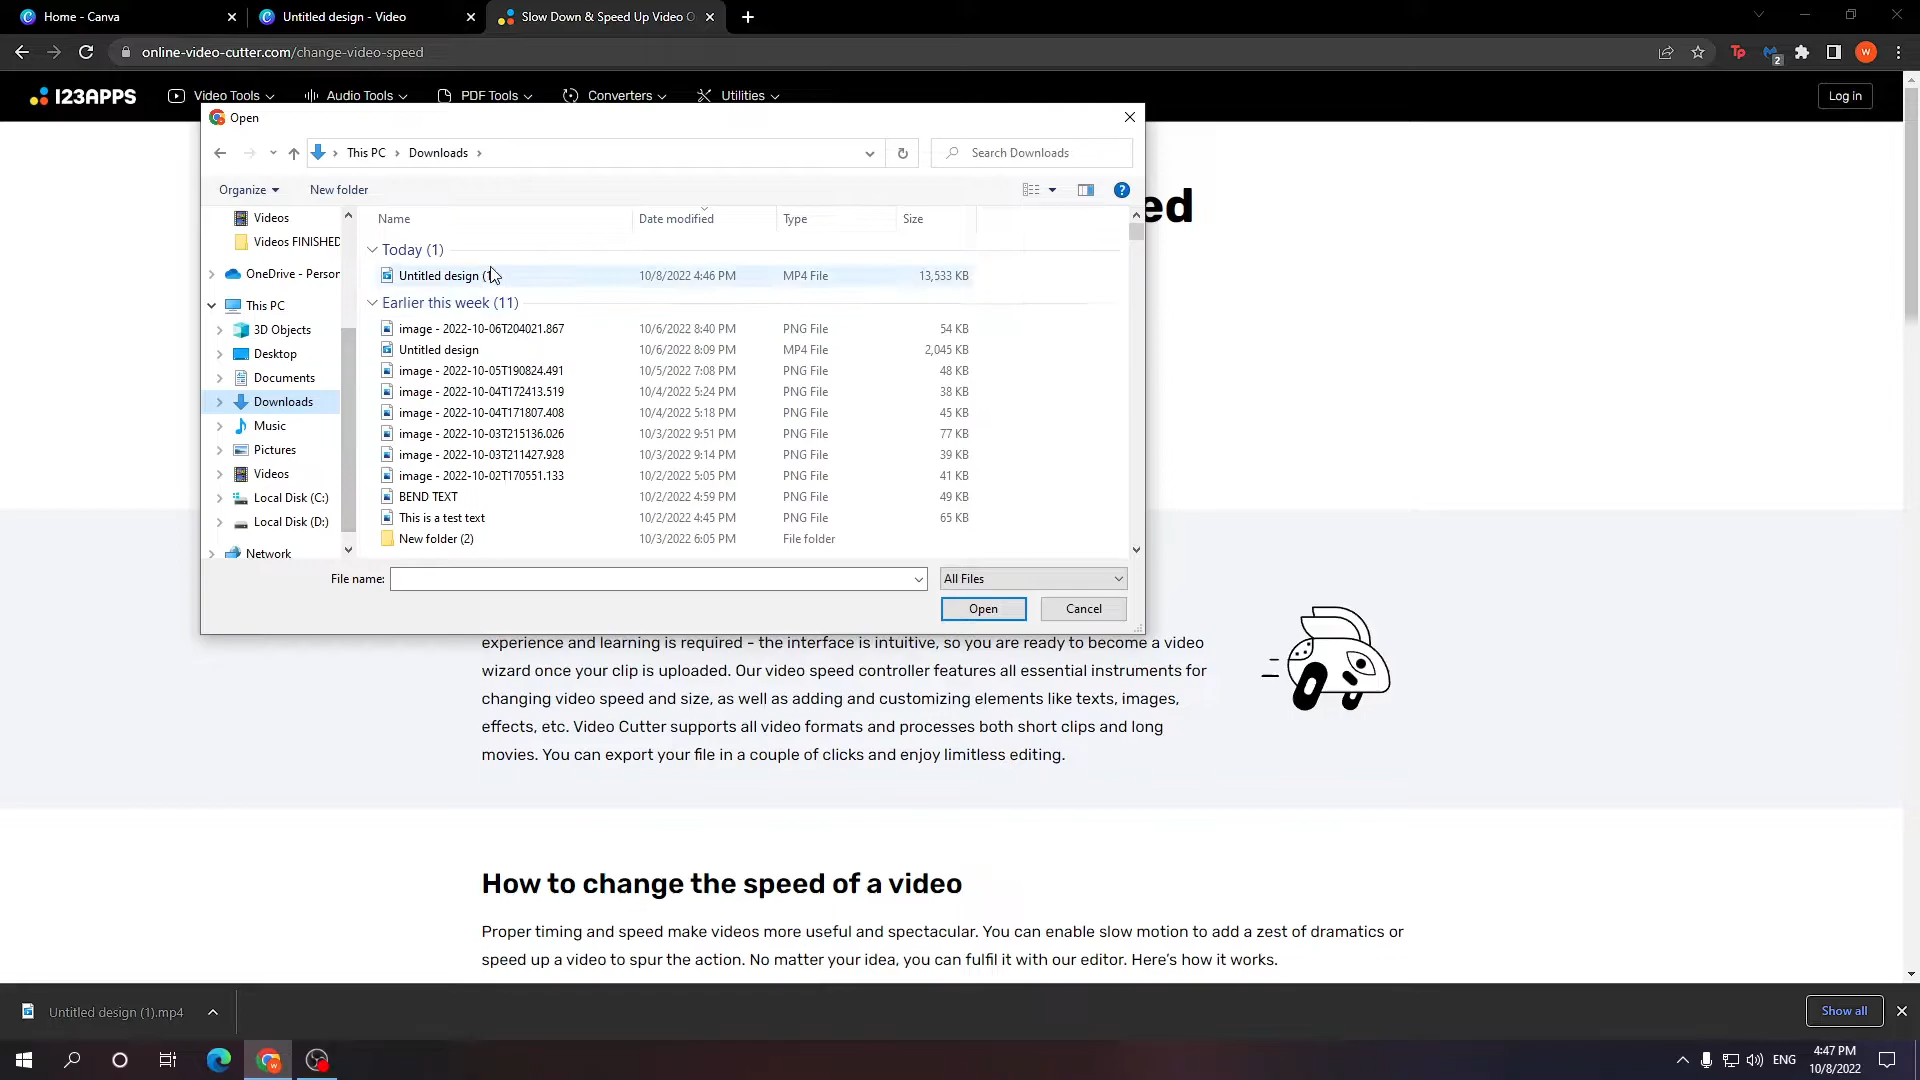 Home - Canva
Untitled design - Video
Slow Down & Speed Up Video O
online-video-cutter.com/change-video-speed
Tp
2
W
123APPS
Video Tools
Audio Tools
PDF Tools
Converters
Utilities
Log in
ed
Open
This PC
Downloads
Search Downloads
Organize
New folder
?
Name
Date modified
Type
Size
Videos
Videos FINISHED
OneDrive - Person
This PC
3D Objects
Desktop
Documents
Downloads
Music
Pictures
Videos
Local Disk (C:)
Local Disk (D:)
Network
Today (1)
Untitled design (1 10/8/2022 4:46 PM MP4 File 13,533 KB
Earlier this week (11)
image - 2022-10-06T204021.867 10/6/2022 8:40 PM PNG File 54 KB
Untitled design 10/6/2022 8:09 PM MP4 File 2,045 KB
image - 2022-10-05T190824.491 10/5/2022 7:08 PM PNG File 48 KB
image - 2022-10-04T172413.519 10/4/2022 5:24 PM PNG File 38 KB
image - 2022-10-04T171807.408 10/4/2022 5:18 PM PNG File 45 KB
image - 2022-10-03T215136.026 10/3/2022 9:51 PM PNG File 77 KB
image - 2022-10-03T211427.928 10/3/2022 9:14 PM PNG File 39 KB
image - 2022-10-02T170551.133 10/2/2022 5:05 PM PNG File 41 KB
BEND TEXT 10/2/2022 4:59 PM PNG File 49 KB
This is a test text 10/2/2022 4:45 PM PNG File 65 KB
New folder (2) 10/3/2022 6:05 PM File folder
File name:
All Files
Open
Cancel
experience and learning is required - the interface is intuitive, so you are ready to become a video
wizard once your clip is uploaded. Our video speed controller features all essential instruments for
changing video speed and size, as well as adding and customizing elements like texts, images,
effects, etc. Video Cutter supports all video formats and processes both short clips and long
movies. You can export your file in a couple of clicks and enjoy limitless editing.
How to change the speed of a video
Proper timing and speed make videos more useful and spectacular. You can enable slow motion to add a zest of dramatics or
speed up a video to spur the action. No matter your idea, you can fulfil it with our editor. Here's how it works.
Untitled design (1).mp4
Show all
ENG
4:47 PM
10/8/2022